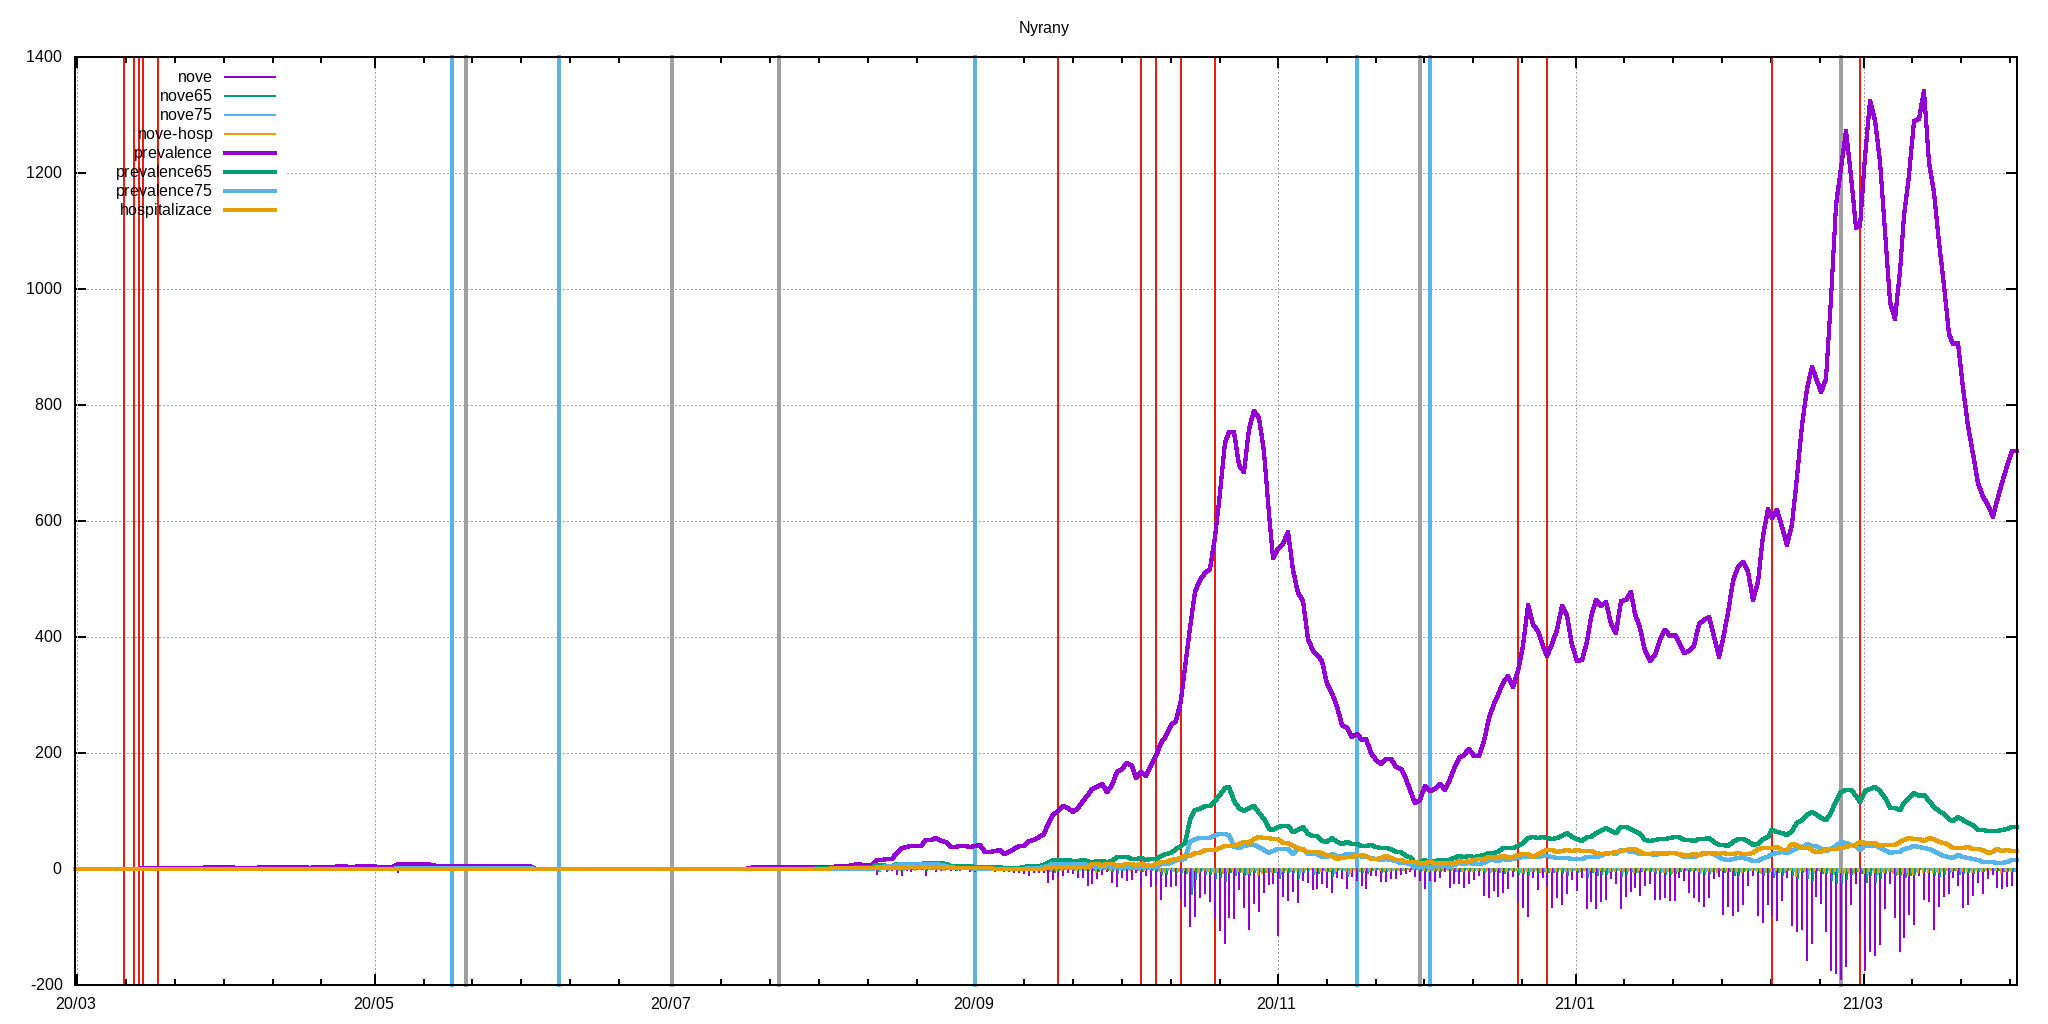 Nyrany
1400
1200
1000
800
600
400
200
0
-200
nove
nove65
nove75
nove-hosp
prevalence
prevalence65
prevalence75
hospitalizace
20/03 20/05 20/07 20/09 20/11 21/01 21/03